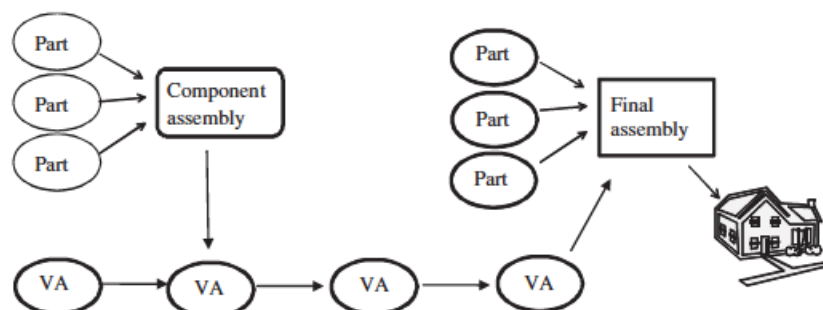 Part
Part
Part
Component
assembly
Part
Part
Part
Final
assembly
VA
VA
VA
VA